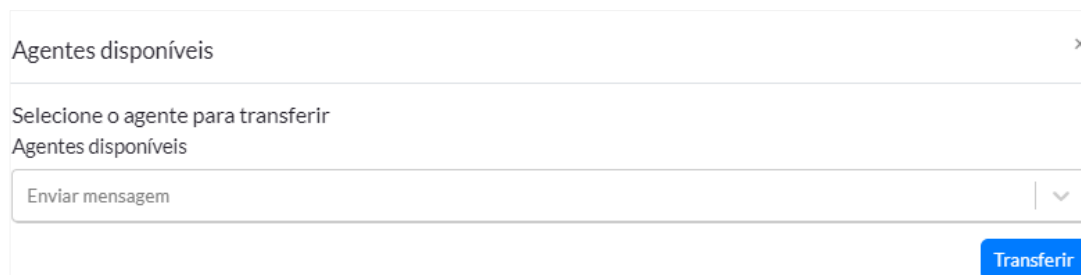 Agentes disponíveis
Selecione o agente para transferir
Agentes disponíveis
Enviar mensagem
Transferir